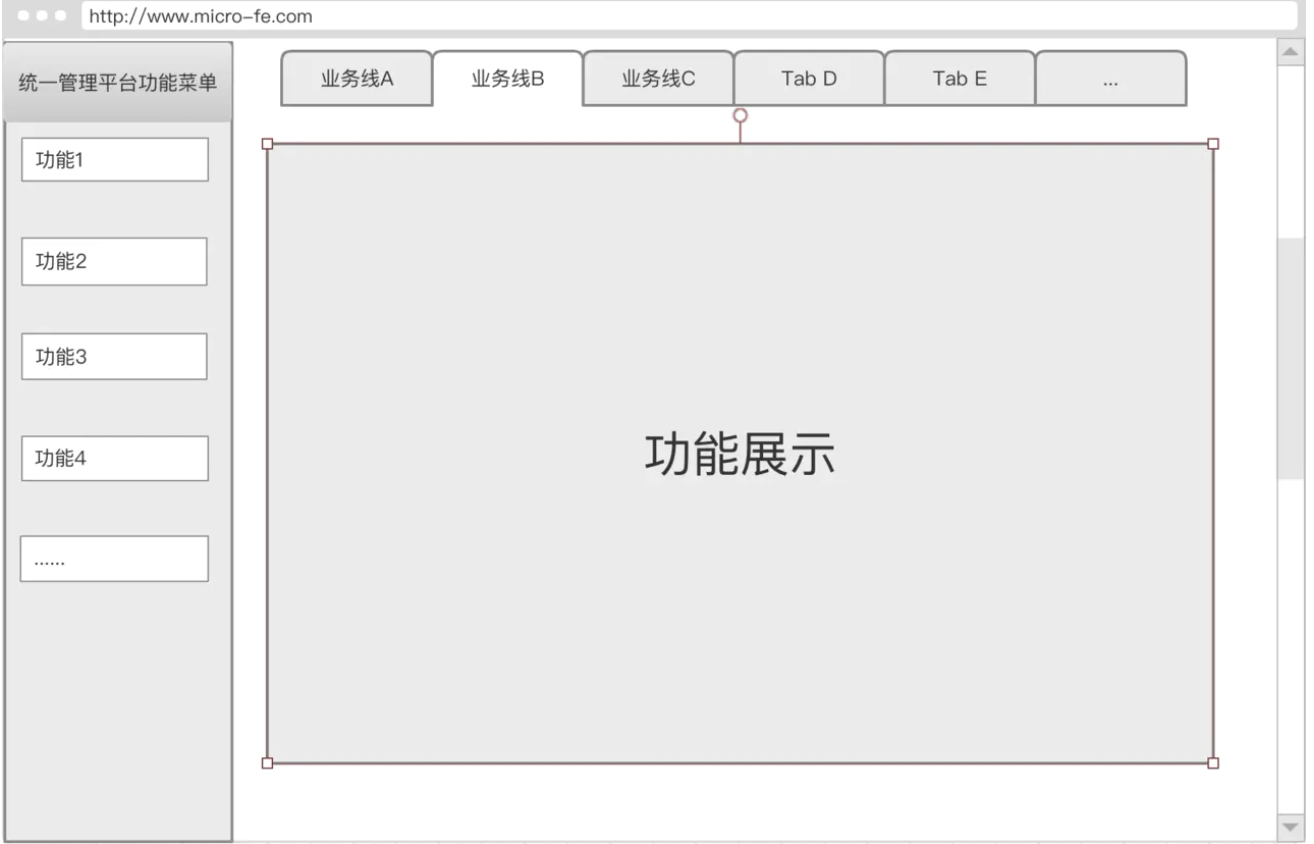 http://www.micro-fe.com
统一管理平台功能菜单
业务线A
业务线B
业务线C
Tab D
Tab E
...
功能1
功能2
功能3
功能4
......
功能展示